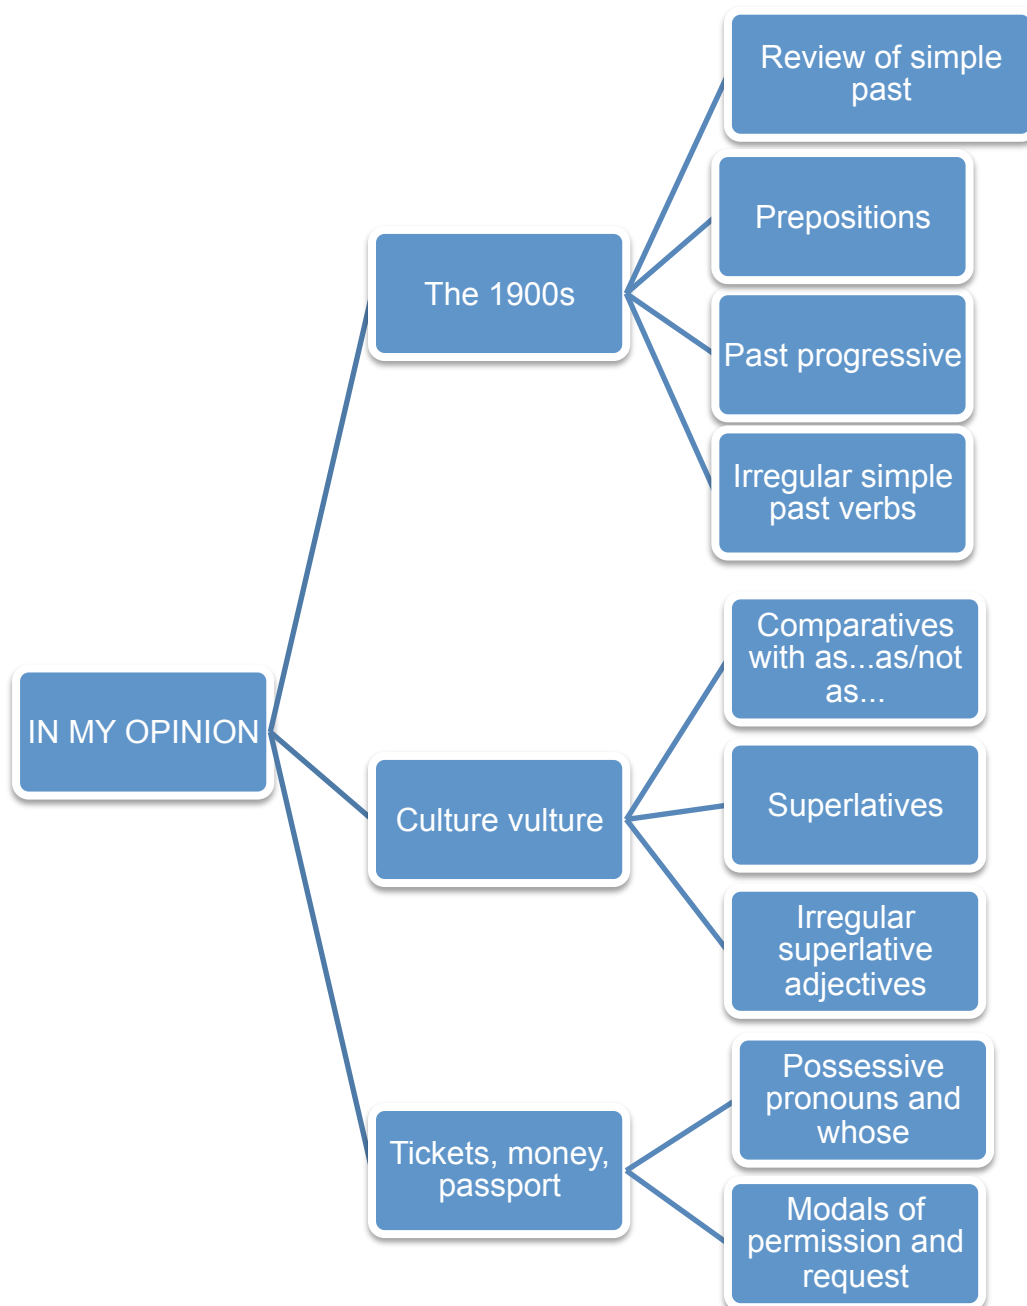 Review of simple
past
Prepositions
The 1900s
Past progressive
Irregular simple
past verbs
IN MY OPINION
Comparatives
with as...as/not
as...
Culture vulture
Superlatives
Irregular
superlative
adjectives
Tickets, money,
passport
Possessive
pronouns and
whose
Modals of
permission and
request